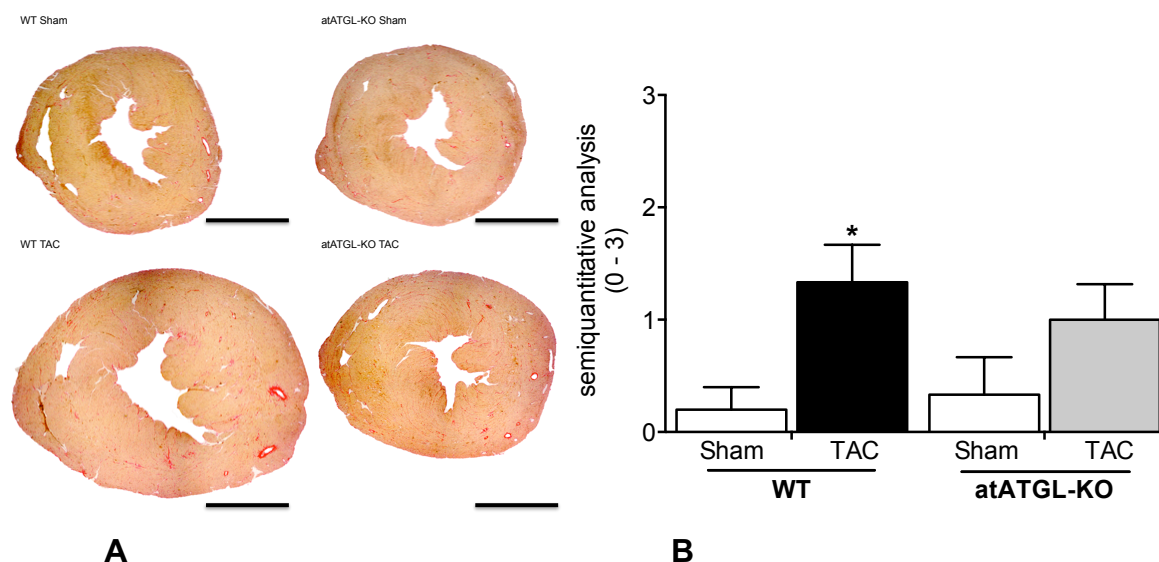 WT Sham
atATGL-KO Sham
WT TAC
atATGL-KO TAC
A
semiquantitative analysis
(0 - 3)
3
2
1
0
*
Sham
TAC
Sham
TAC
WT
atATGL-KO
B